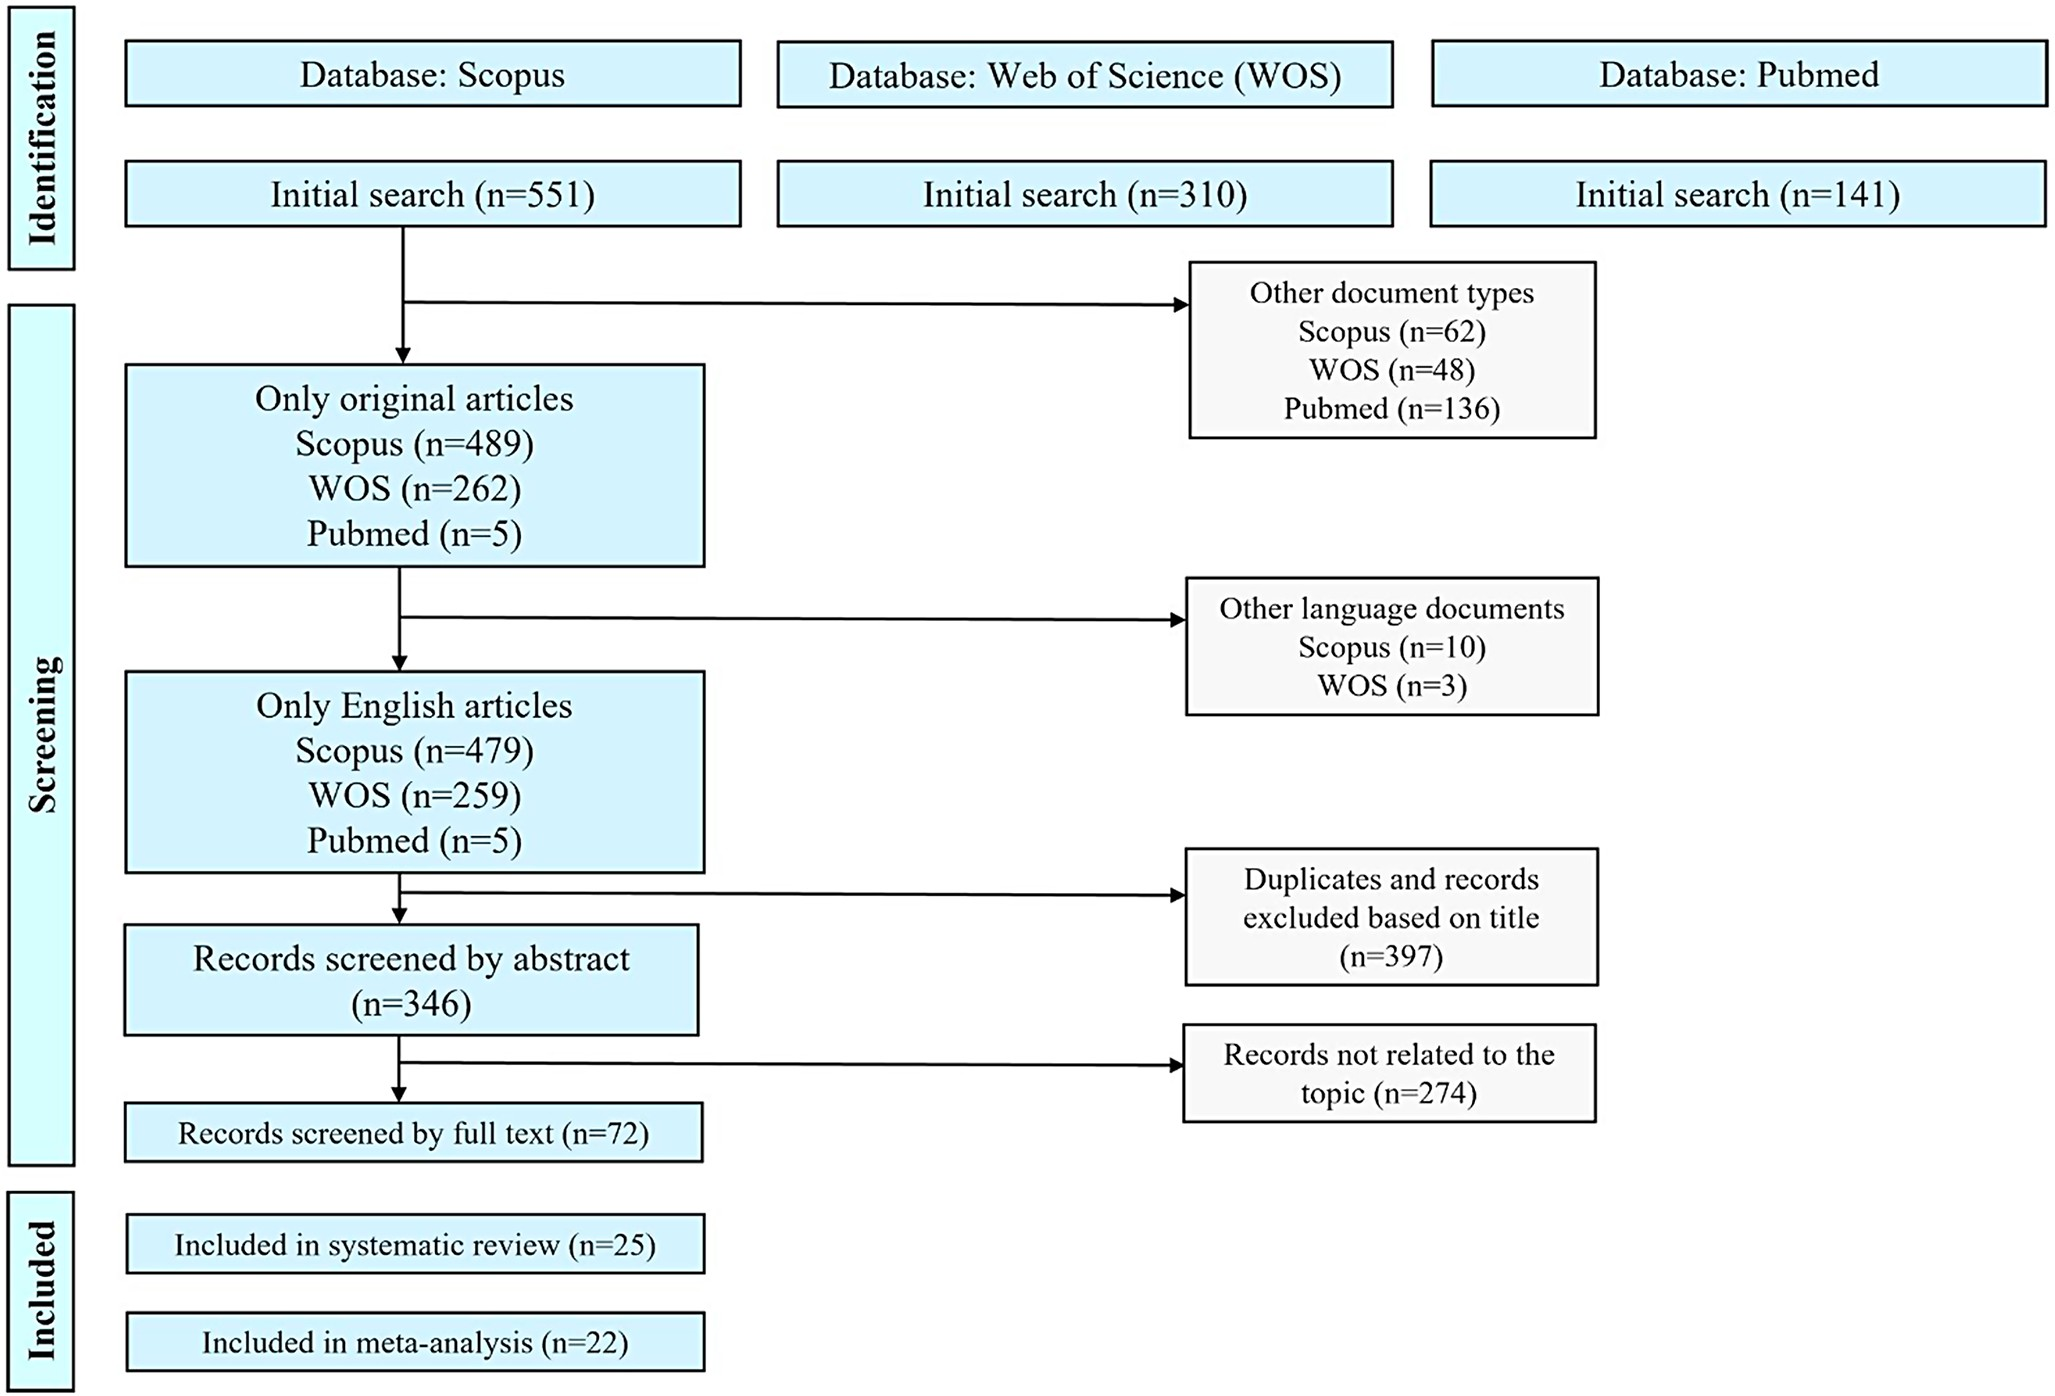 Identification
Database: Scopus
Database: Web of Science (WOS)
Database: Pubmed
Initial search (n=551)
Initial search (n=310)
Initial search (n=141)
Other document types
Scopus (n=62)
WOS (n=48)
Pubmed (n=136)
Screening
Only original articles
Scopus (n=489)
WOS (n=262)
Pubmed (n=5)
Other language documents
Scopus (n=10)
WOS (n=3)
Only English articles
Scopus (n=479)
WOS (n=259)
Pubmed (n=5)
Duplicates and records
excluded based on title
(n=397)
Records screened by abstract
(n=346)
Records not related to the
topic (n=274)
Records screened by full text (n=72)
Included
Included in systematic review (n=25)
Included in meta-analysis (n=22)